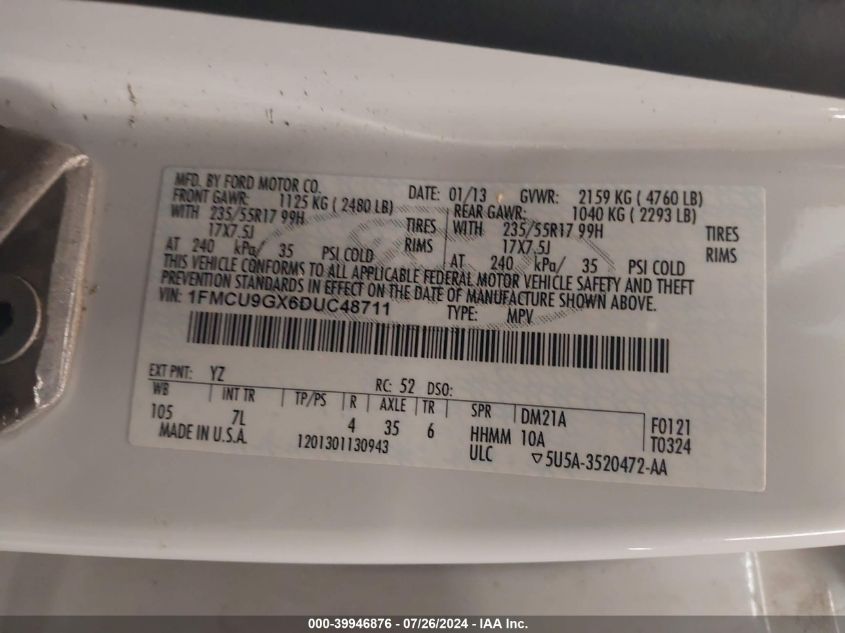 MFD. BY FORD MOTOR CO. DATE: 01/13 GVWR: 2159 KG ( 4760 LB)
FRONT GAWR: 1125 KG ( 2480 LB) REAR GAWR: 1040 KG ( 2293 LB)
WITH 235/55R17 99H TIRES WITH 235/55R17 99H TIRES
17X7.5J RIMS 17X7.5J RIMS
AT 240 kPa/ 35 PSI COLD AT 240 kPa/ 35 PSI COLD
THIS VEHICLE CONFORMS TO ALL APPLICABLE FEDERAL MOTOR VEHICLE SAFETY AND THEFT
PREVENTION STANDARDS IN EFFECT ON THE DATE OF MANUFACTURE SHOWN ABOVE.
VIN: 1FMCU9GX6DUC48711 TYPE: MPV
EXT PNT: YZ RC: 52 DSO:
WB INT TR TP/PS R AXLE TR SPR DM21A F0121
105 7L 4 35 6 HHMM 10A T0324
MADE IN U.S.A. 1201301130943 ULC ▽5U5A-3520472-AA
000-39946876 - 07/26/2024 - IAA Inc.